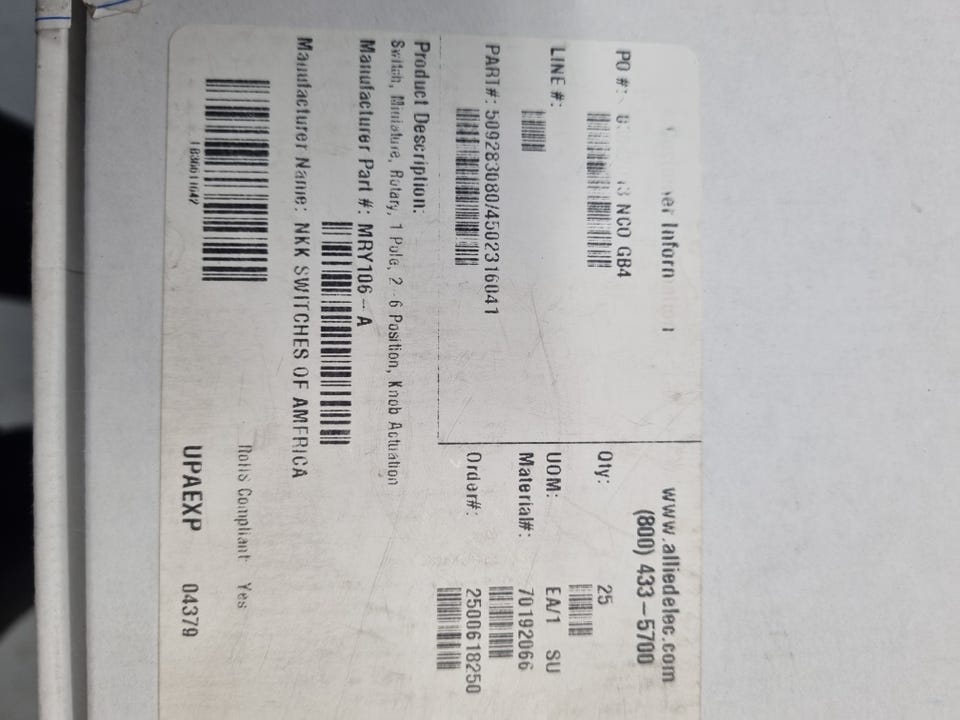 www.alliedelec.com
(800) 433-5700
PO #:
NCO GB4
LINE #:
PART#: 509283080/4502316041
Qty: 25
UOM: EA/1 SU
Material#: 70192066
Order#: 2500618250
Product Description:
Switch, Miniature, Rotary, 1 Pole, 2-6 Position, Knob Actuation
Manufacturer Part #: MRY106-A
Manufacturer Name: NKK SWITCHES OF AMERICA
RoHS Compliant Yes
UPAEXP 04379